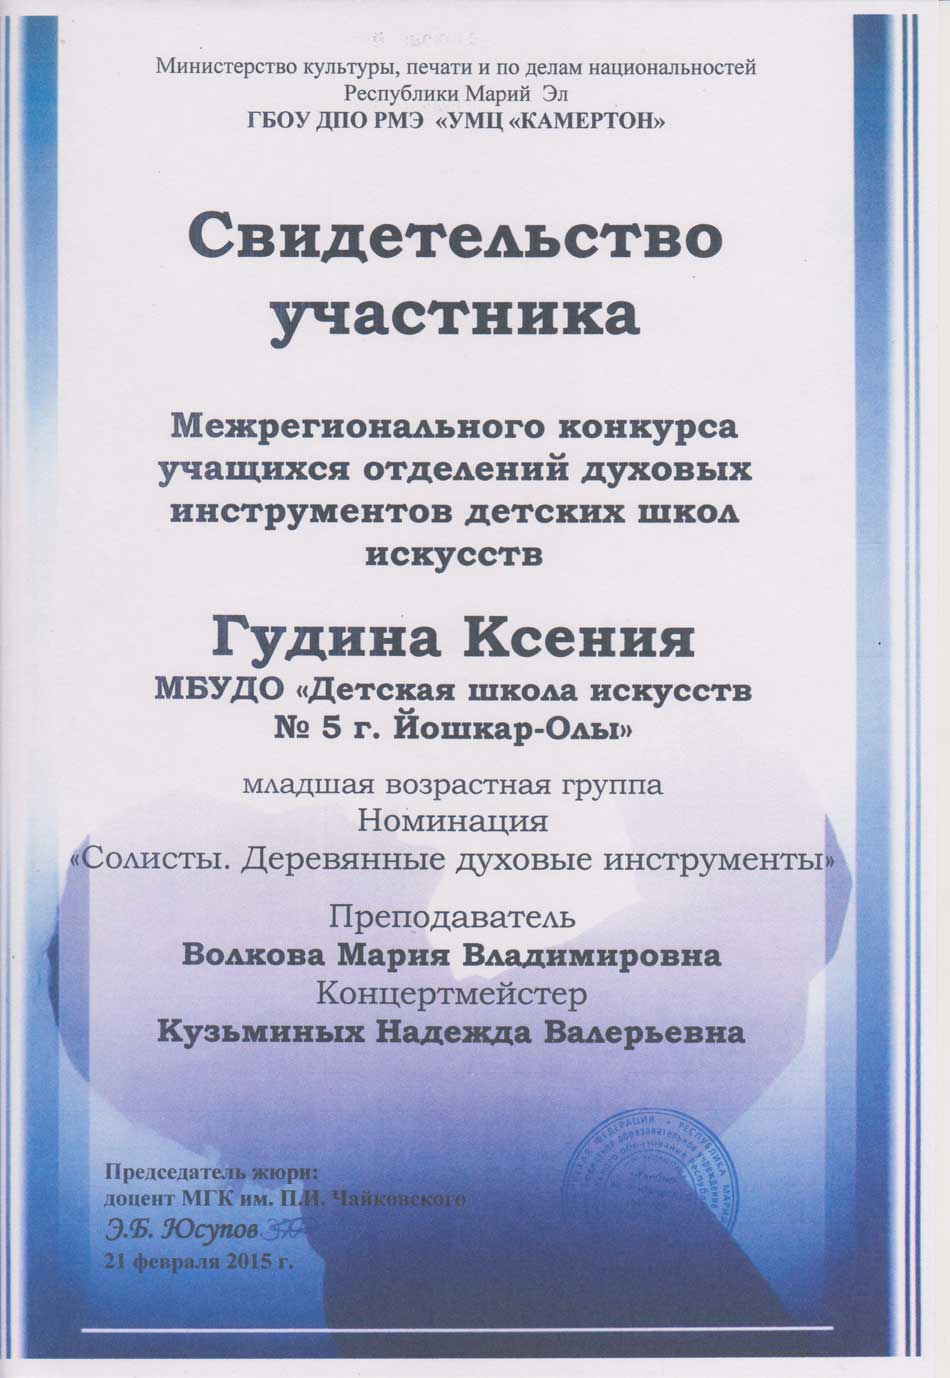 Министерство культуры, печати и по делам национальностей
Республики Марий Эл
ГБОУ ДПО РМЭ «УМЦ «КАМЕРТОН»
Свидетельство
участника
Межрегионального конкурса
учащихся отделений духовых
инструментов детских школ
искусств
Гудина Ксения
МБУДО «Детская школа искусств
№ 5 г. Йошкар-Олы»
младшая возрастная группа
Номинация
«Солисты. Деревянные духовые инструменты»
Преподаватель
Волкова Мария Владимировна
Концертмейстер
Кузьминых Надежда Валерьевна
Председатель жюри:
доцент МГК им. П.И. Чайковского
Э.Б. Юсупов
21 февраля 2015 г.
ФЕДЕРАЦИЯ • РЕСПУБЛИКА